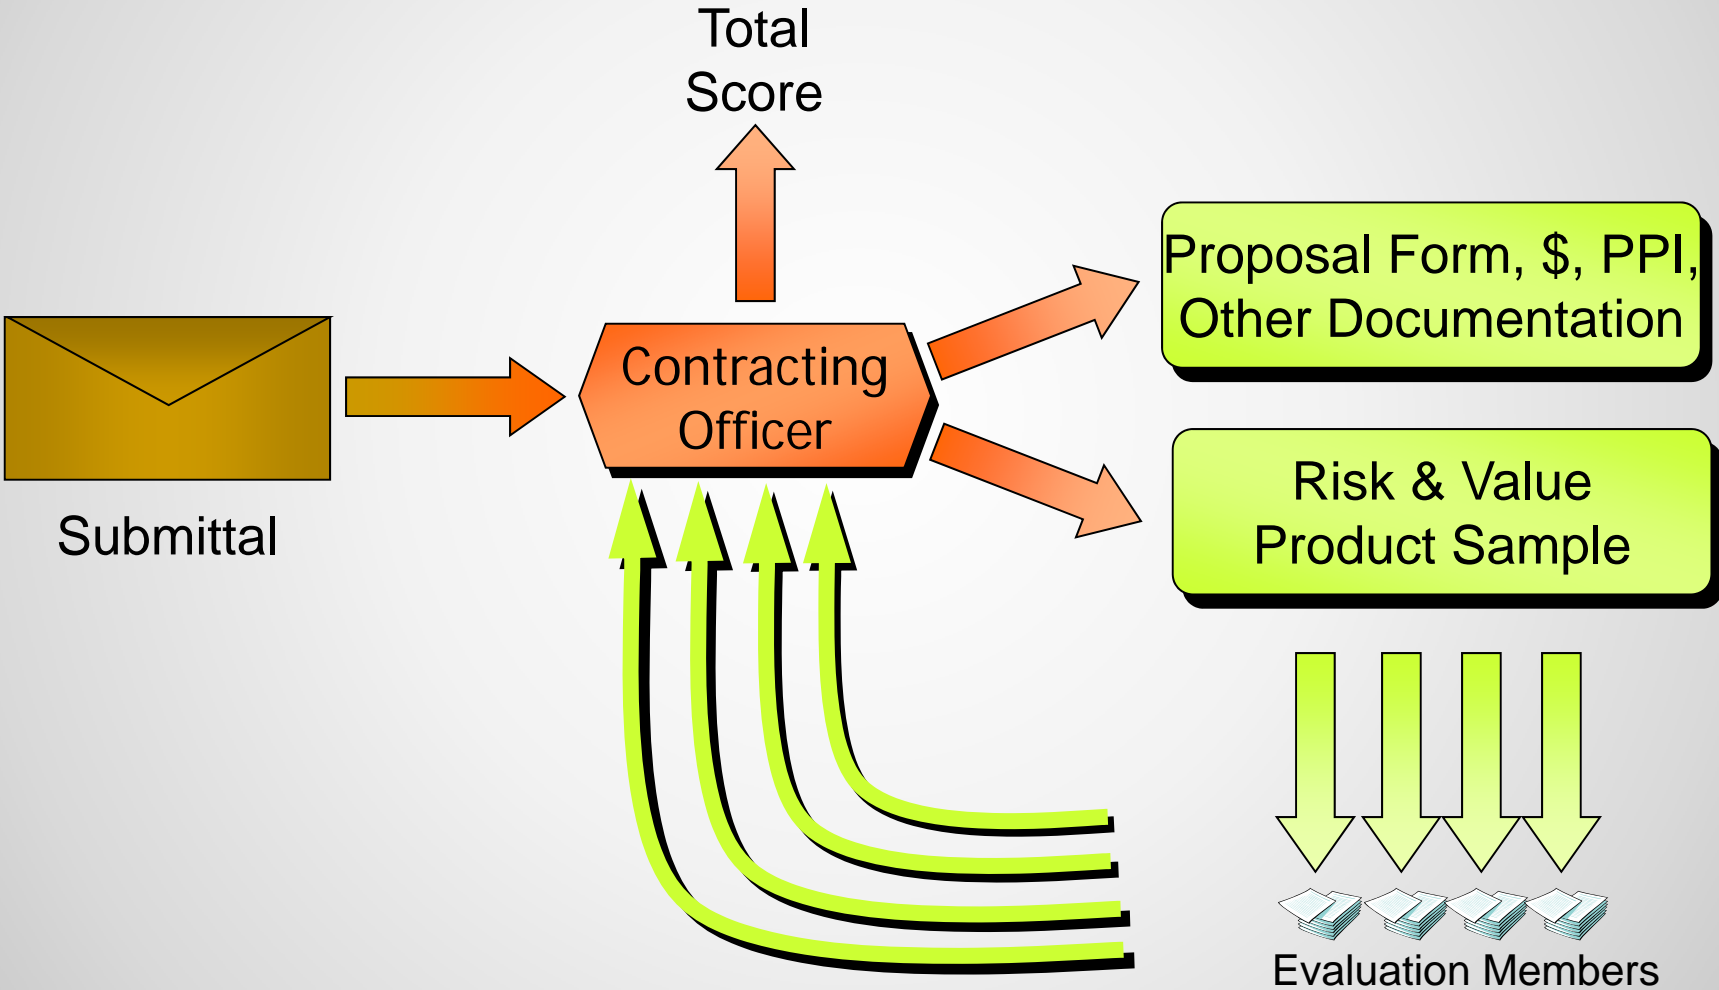 Total
Score
Proposal Form, $, PPI,
Other Documentation
Contracting
Officer
Submittal
Risk & Value
Product Sample
Evaluation Members